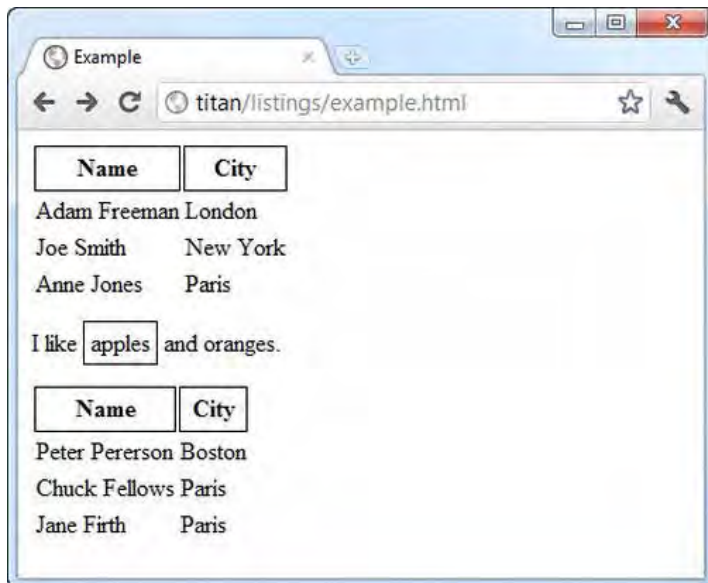 Example
titan/listings/example.html
Name City
Adam Freeman London
Joe Smith New York
Anne Jones Paris
I like apples and oranges.
Name City
Peter Pererson Boston
Chuck Fellows Paris
Jane Firth Paris